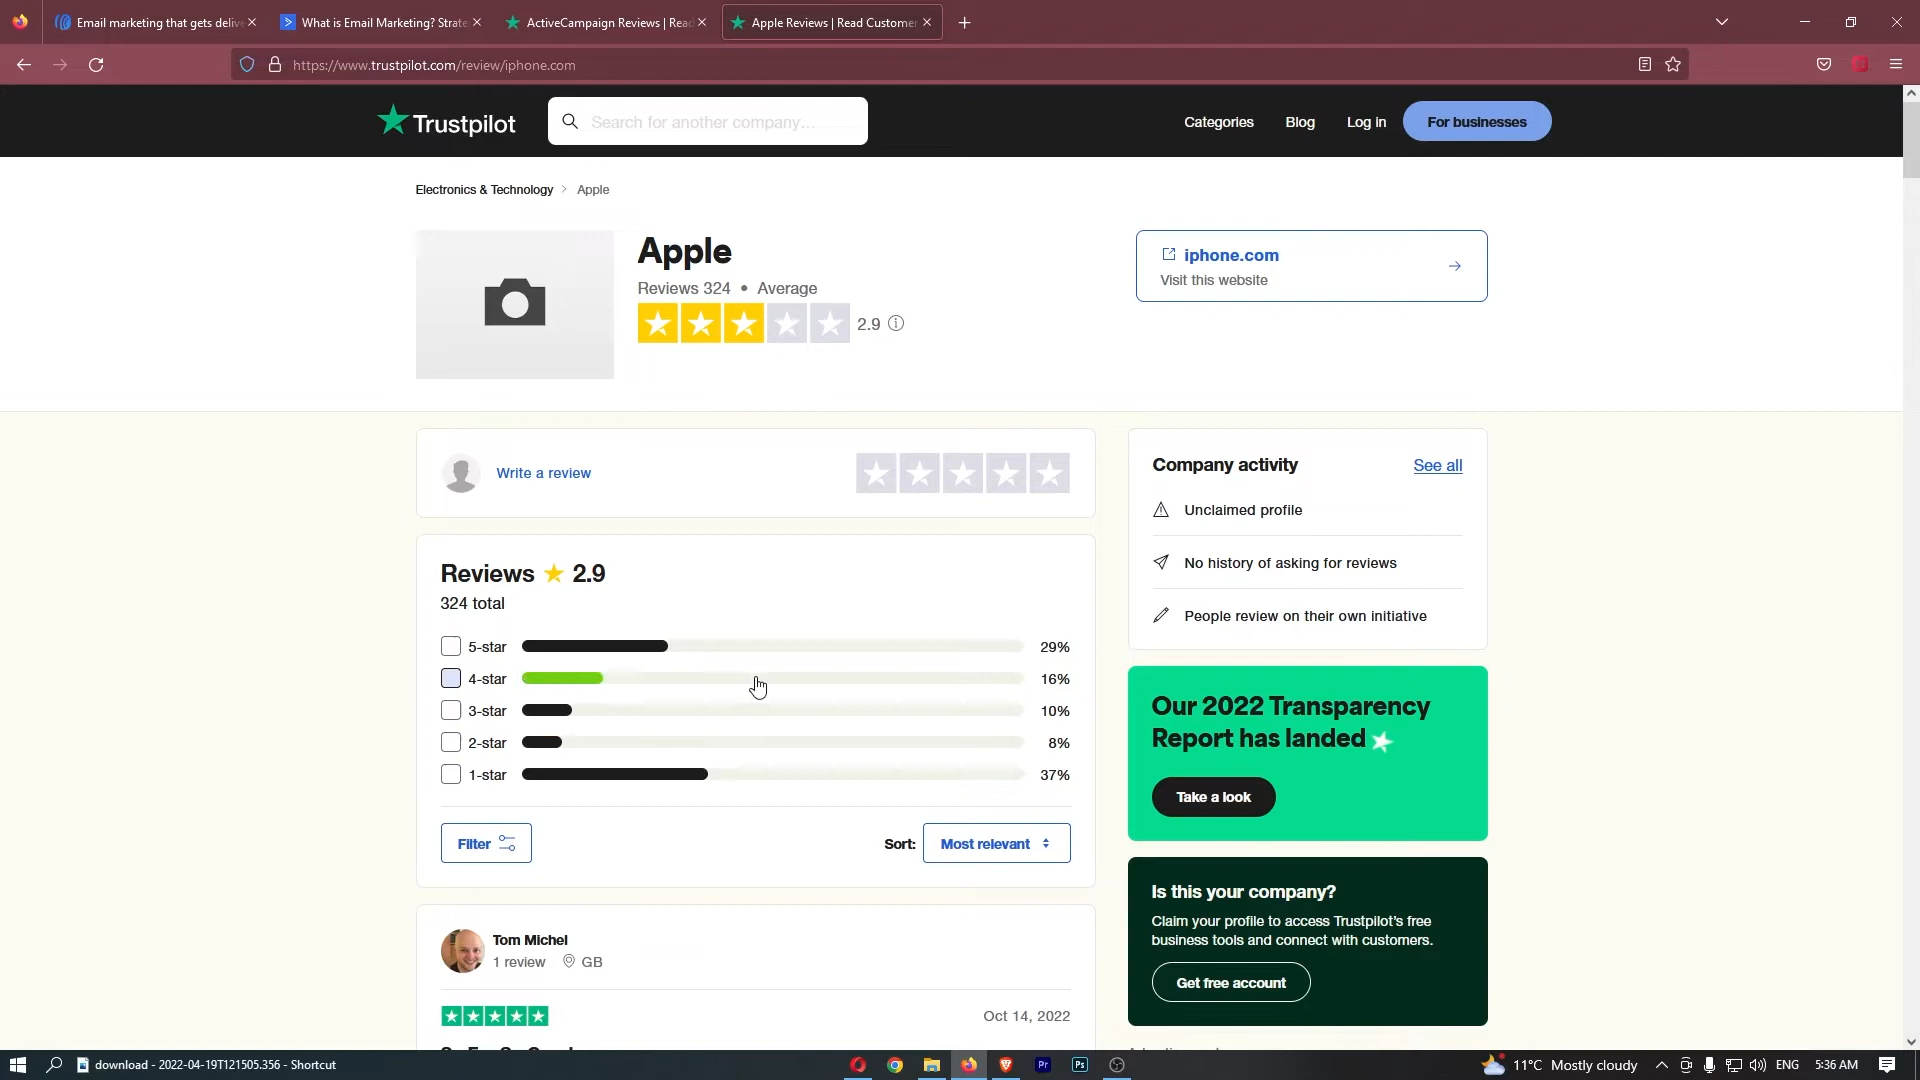 Email marketing that gets delive
What is Email Marketing? Strate
ActiveCampaign Reviews | Read
Apple Reviews | Read Customer
https://www.trustpilot.com/review/iphone.com
Trustpilot
Search for another company...
Categories
Blog
Log in
For businesses
Electronics & Technology
Apple
Apple
Reviews 324 • Average
2.9
iphone.com
Visit this website
Write a review
Company activity
See all
Unclaimed profile
No history of asking for reviews
People review on their own initiative
Reviews 2.9
324 total
5-star 29%
4-star 16%
3-star 10%
2-star 8%
1-star 37%
Filter
Sort:
Most relevant
Our 2022 Transparency
Report has landed
Take a look
Is this your company?
Claim your profile to access Trustpilot's free
business tools and connect with customers.
Get free account
Tom Michel
1 review GB
Oct 14, 2022
download - 2022-04-19T121505.356 - Shortcut
Pr
Ps
11°C Mostly cloudy
ENG
5:36 AM